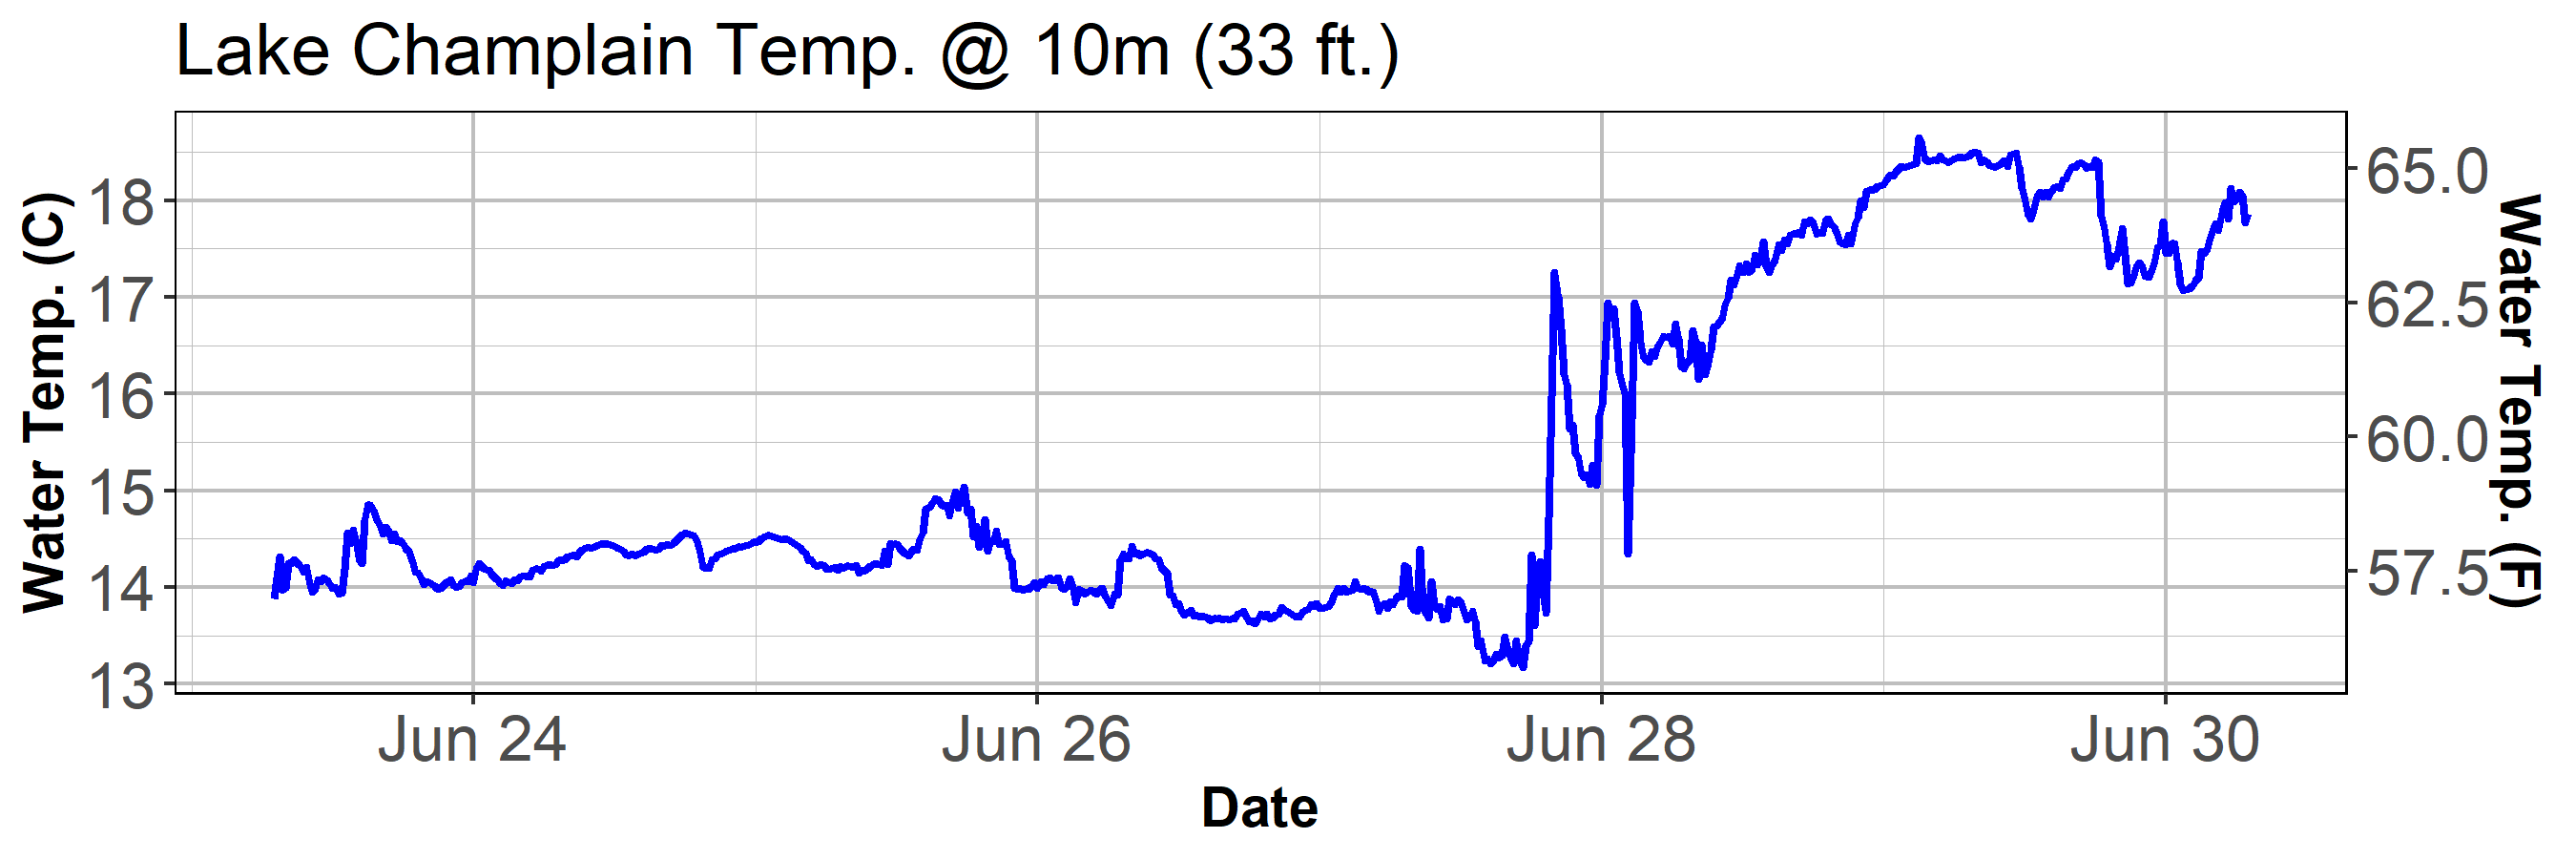 Lake Champlain Temp. @ 10m (33 ft.)
Water Temp. (C)
18
17
16
15
14
13
65.0
62.5
60.0
57.5
Water Temp. (F)
Jun 24
Jun 26
Jun 28
Jun 30
Date